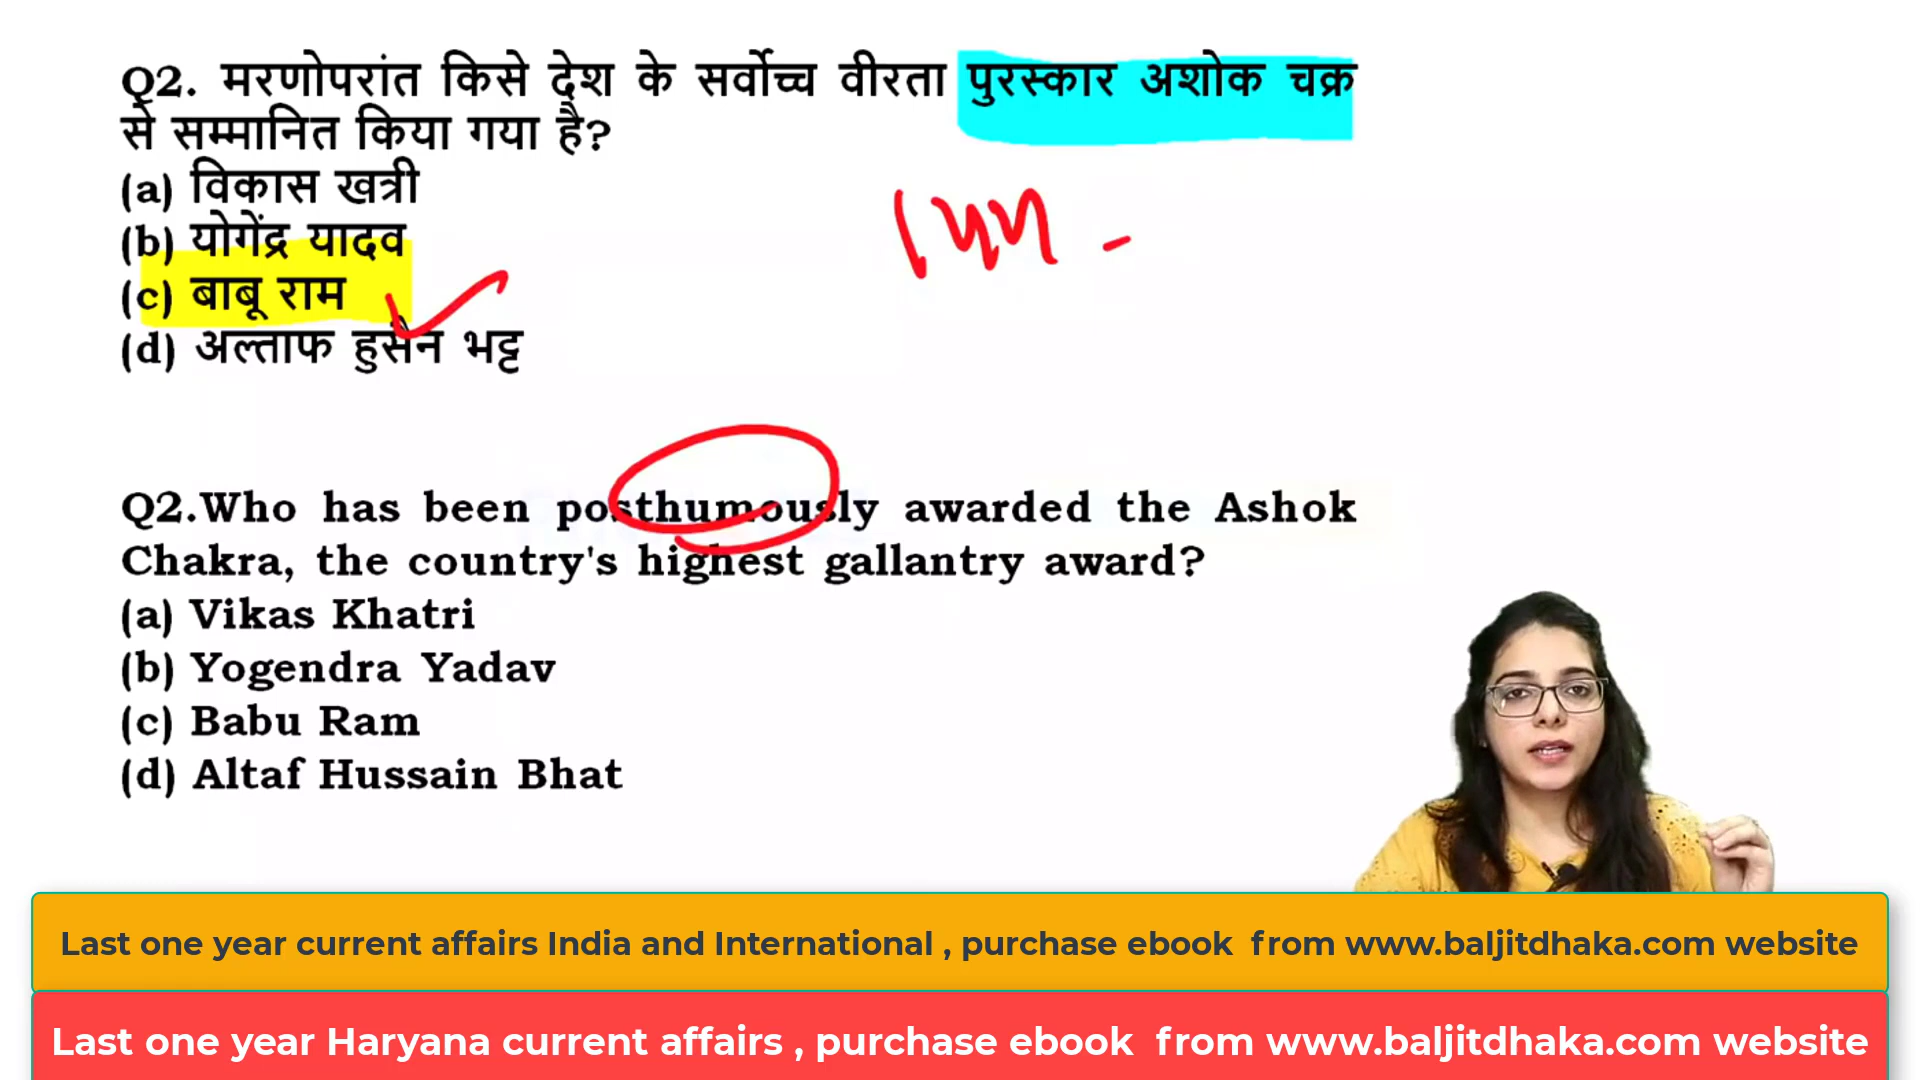 Q2. मरणोपरांत किसे देश के सर्वोच्च वीरता पुरस्कार अशोक चक्र
से सम्मानित किया गया है?
(a) विकास खत्री
(b) योगेंद्र यादव
(c) बाबू राम
(d) अल्ताफ हुसैन भट्ट
Q2.Who has been posthumously awarded the Ashok
Chakra, the country's highest gallantry award?
(a) Vikas Khatri
(b) Yogendra Yadav
(c) Babu Ram
(d) Altaf Hussain Bhat
Last one year current affairs India and International , purchase ebook from www.baljitdhaka.com website
Last one year Haryana current affairs , purchase ebook from www.baljitdhaka.com website